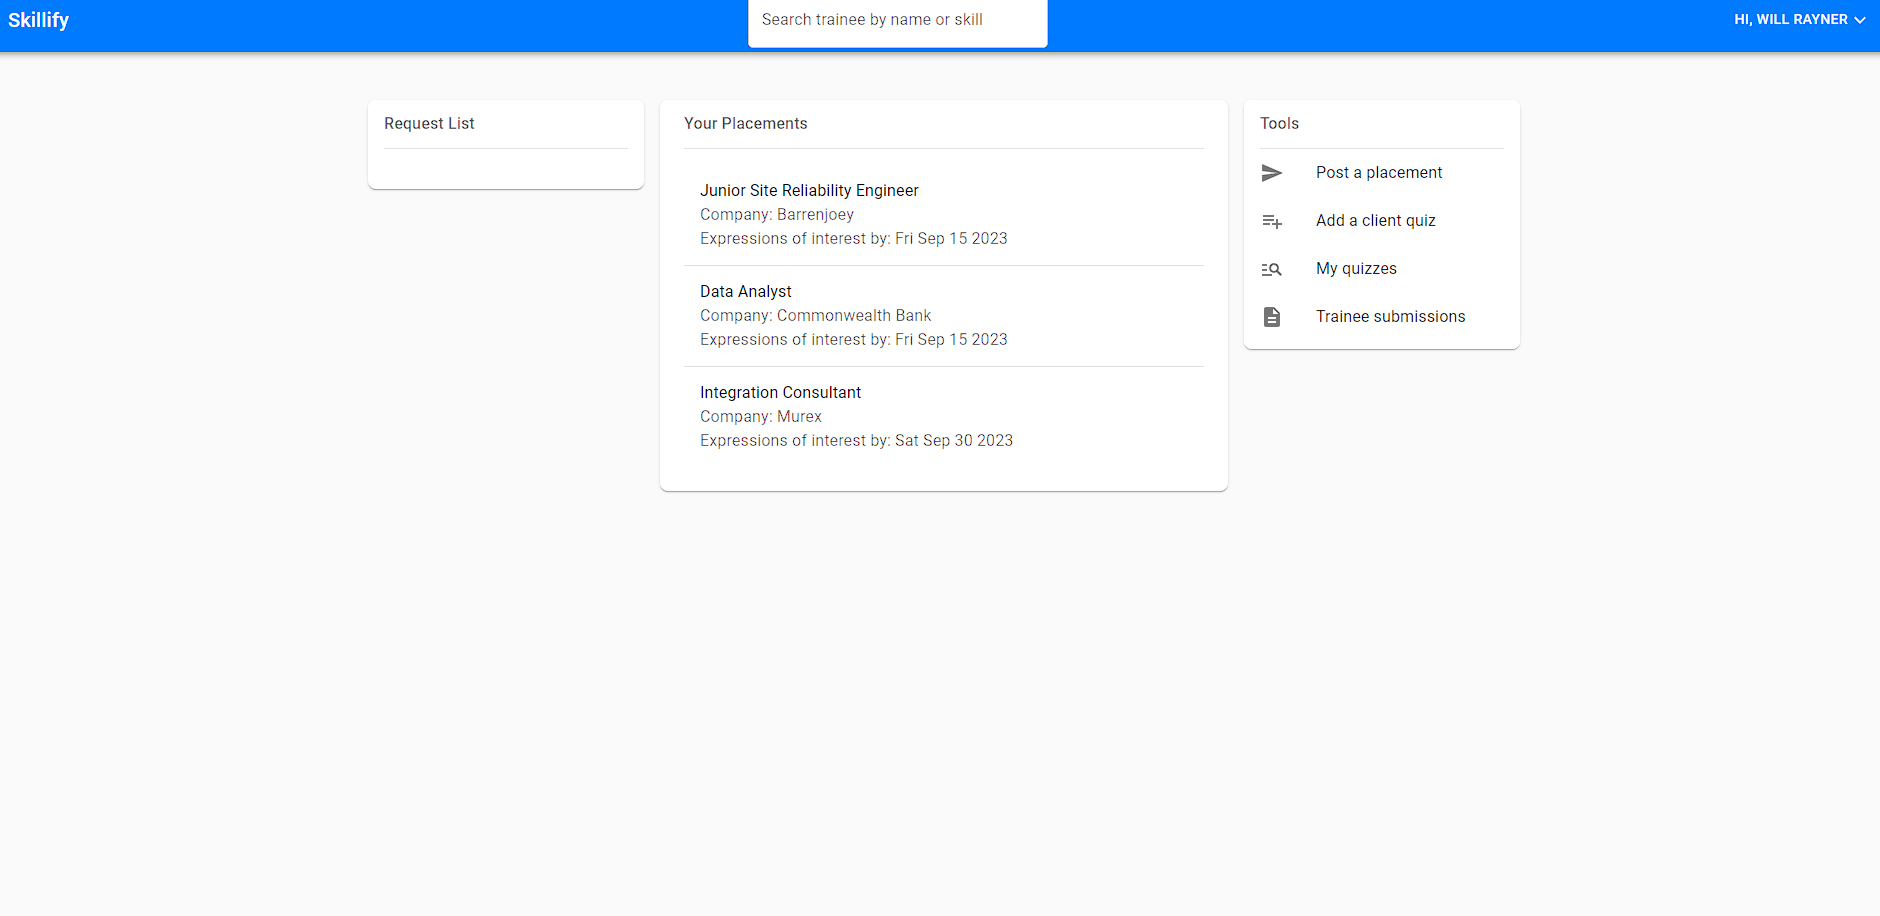 Skillify
Search trainee by name or skill
HI, WILL RAYNER
Request List
Your Placements
Junior Site Reliability Engineer
Company: Barrenjoey
Expressions of interest by: Fri Sep 15 2023
Data Analyst
Company: Commonwealth Bank
Expressions of interest by: Fri Sep 15 2023
Integration Consultant
Company: Murex
Expressions of interest by: Sat Sep 30 2023
Tools
Post a placement
Add a client quiz
My quizzes
Trainee submissions